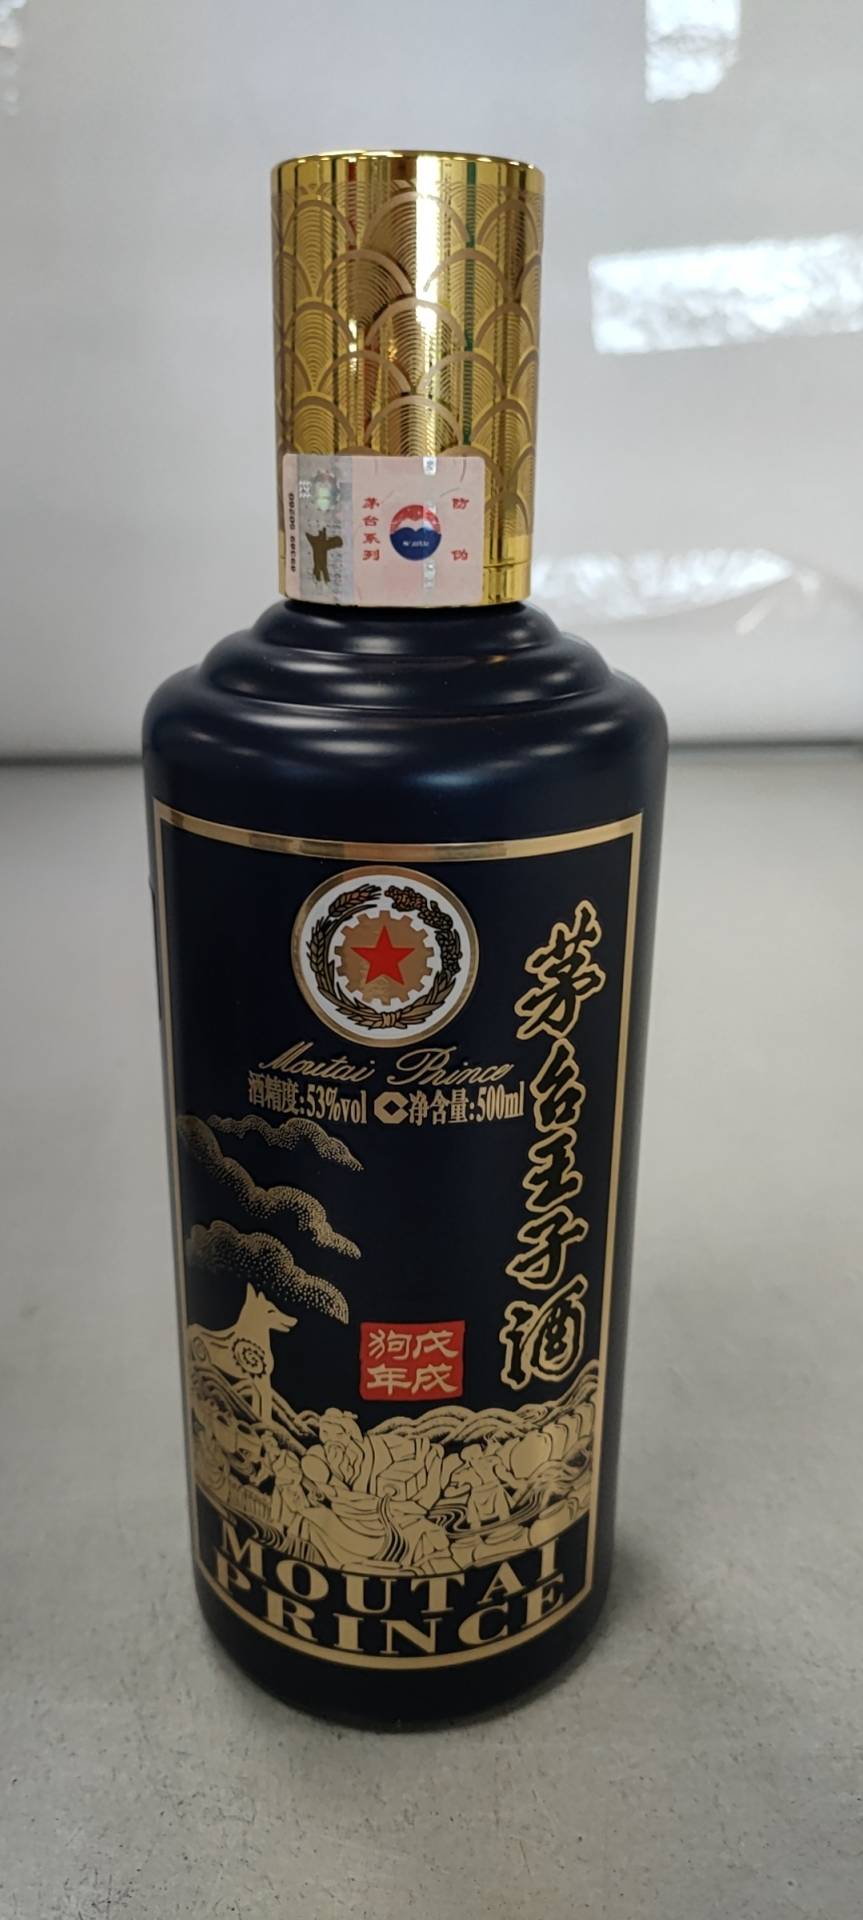 茅台系列
防伪
Moutai Prince
酒精度:53%vol 净含量:500ml
茅台王子酒
戊戌
狗年
MOUTAI
PRINCE